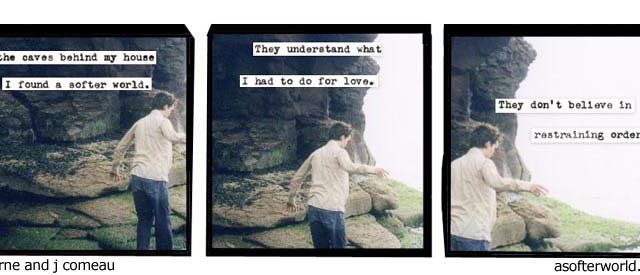 the caves behind my house
I found a softer world.
They understand what
I had to do for love.
They don't believe in
restraining order
rne and j comeau
asofterworld.